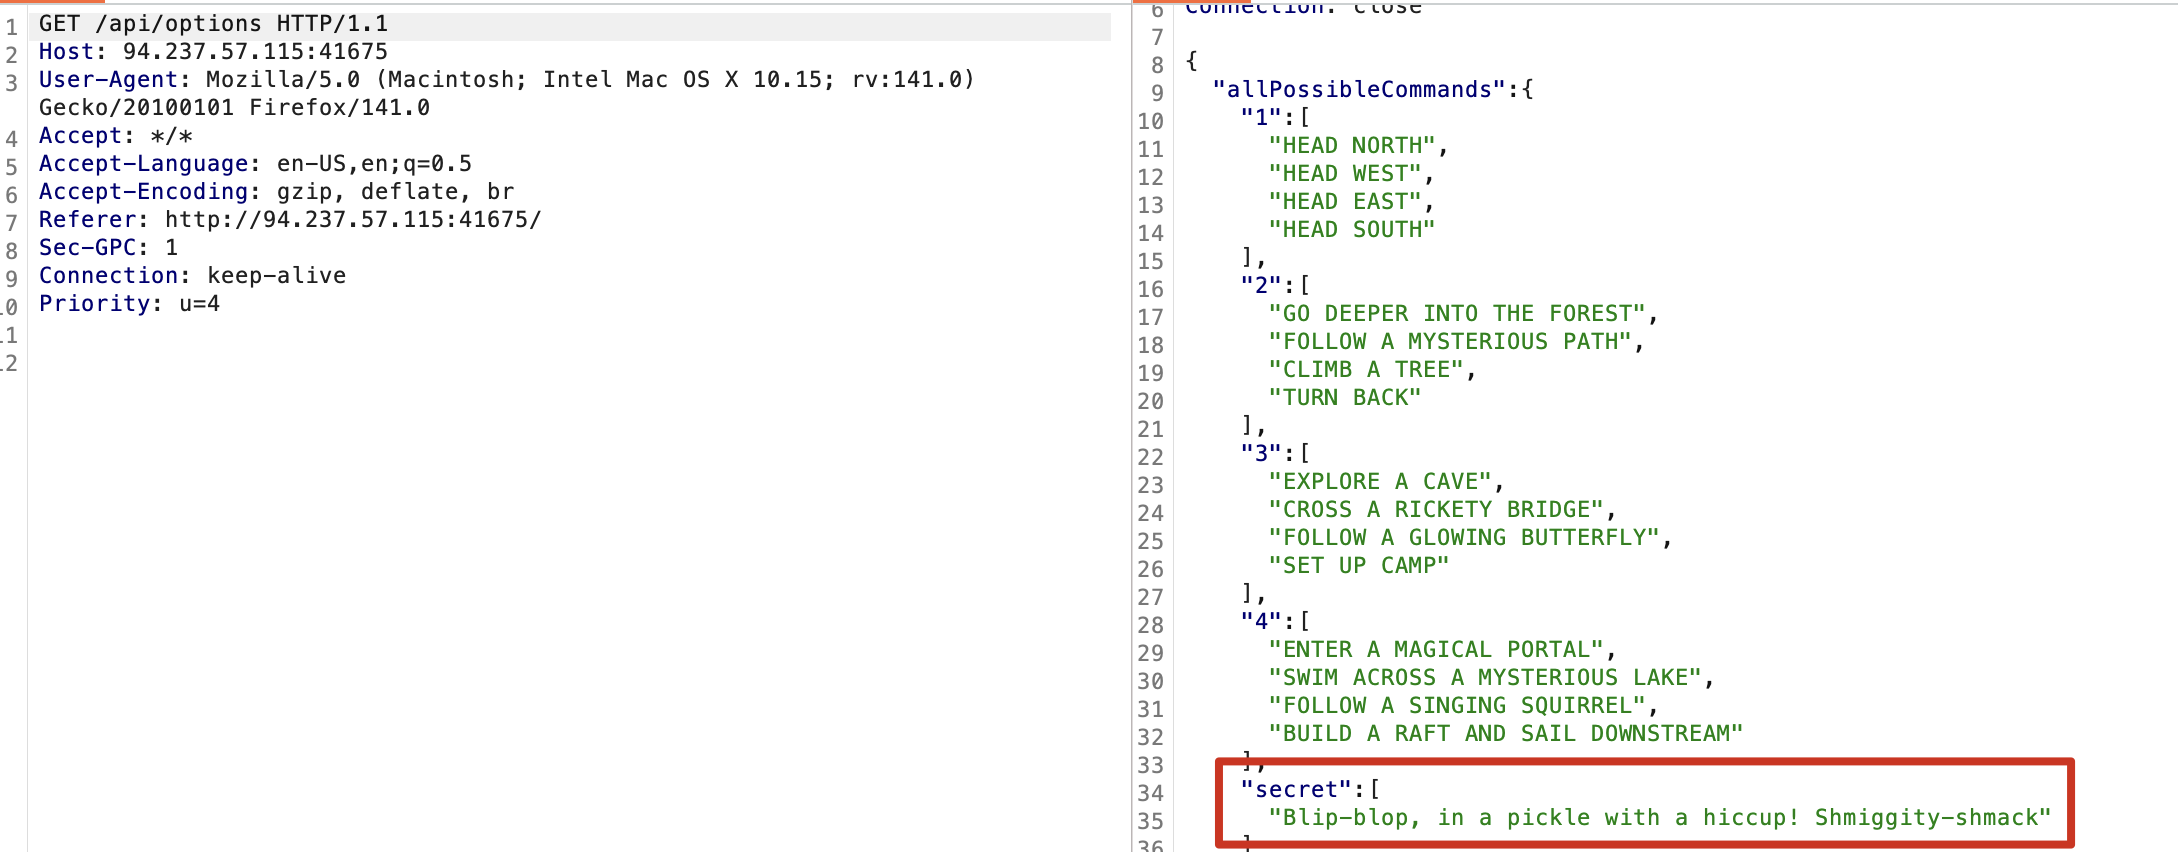 1 GET /api/options HTTP/1.1
2 Host: 94.237.57.115:41675
3 User-Agent: Mozilla/5.0 (Macintosh; Intel Mac OS X 10.15; rv:141.0)
Gecko/20100101 Firefox/141.0
4 Accept: */*
5 Accept-Language: en-US,en;q=0.5
6 Accept-Encoding: gzip, deflate, br
7 Referer: http://94.237.57.115:41675/
8 Sec-GPC: 1
9 Connection: keep-alive
10 Priority: u=4
11
12
6 Connection: close
7
8 {
9 "allPossibleCommands":{
10 "1":[
11 "HEAD NORTH",
12 "HEAD WEST",
13 "HEAD EAST",
14 "HEAD SOUTH"
15 ],
16 "2":[
17 "GO DEEPER INTO THE FOREST",
18 "FOLLOW A MYSTERIOUS PATH",
19 "CLIMB A TREE",
20 "TURN BACK"
21 ],
22 "3":[
23 "EXPLORE A CAVE",
24 "CROSS A RICKETY BRIDGE",
25 "FOLLOW A GLOWING BUTTERFLY",
26 "SET UP CAMP"
27 ],
28 "4":[
29 "ENTER A MAGICAL PORTAL",
30 "SWIM ACROSS A MYSTERIOUS LAKE",
31 "FOLLOW A SINGING SQUIRREL",
32 "BUILD A RAFT AND SAIL DOWNSTREAM"
33 ],
34 "secret":[
35 "Blip-blop, in a pickle with a hiccup! Shmiggity-shmack"
36 ]